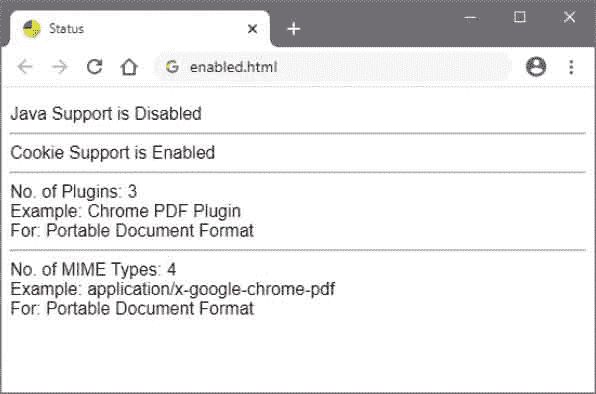 Status
enabled.html
Java Support is Disabled
Cookie Support is Enabled
No. of Plugins: 3
Example: Chrome PDF Plugin
For: Portable Document Format
No. of MIME Types: 4
Example: application/x-google-chrome-pdf
For: Portable Document Format